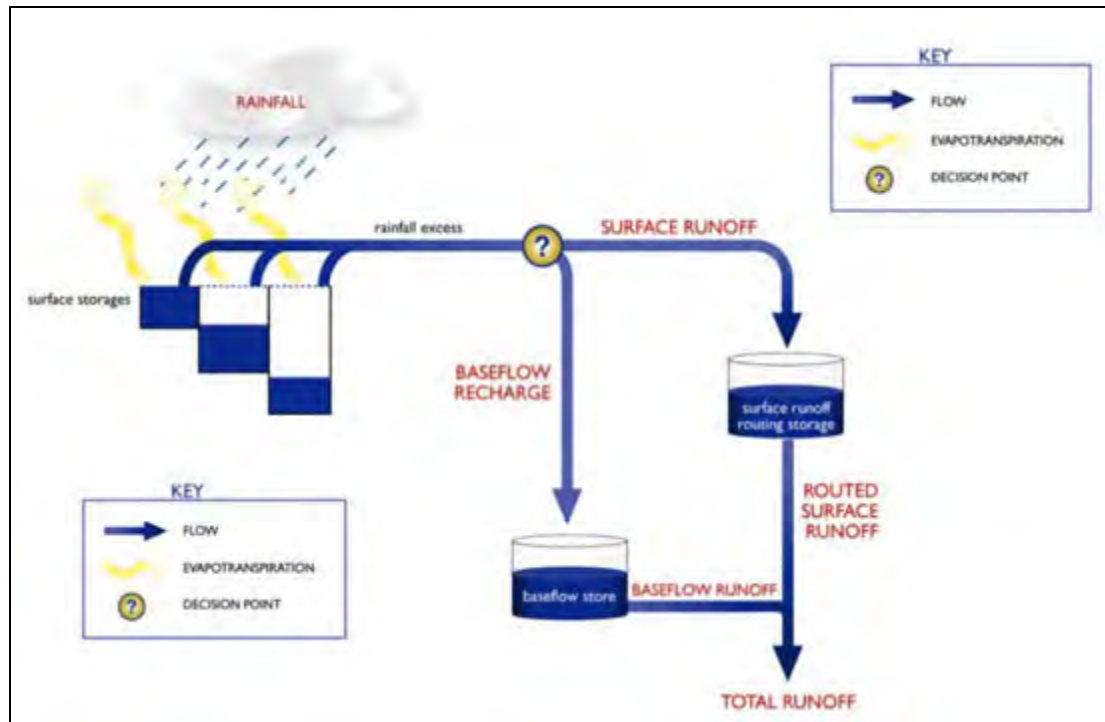 KEY
FLOW
EVAPOTRANSPIRATION
?
DECISION POINT
RAINFALL
rainfall excess
?
SURFACE RUNOFF
surface storages
BASEFLOW
RECHARGE
surface runoff
routing storage
KEY
FLOW
EVAPOTRANSPIRATION
?
DECISION POINT
ROUTED
SURFACE
RUNOFF
baseflow store
BASEFLOW RUNOFF
TOTAL RUNOFF